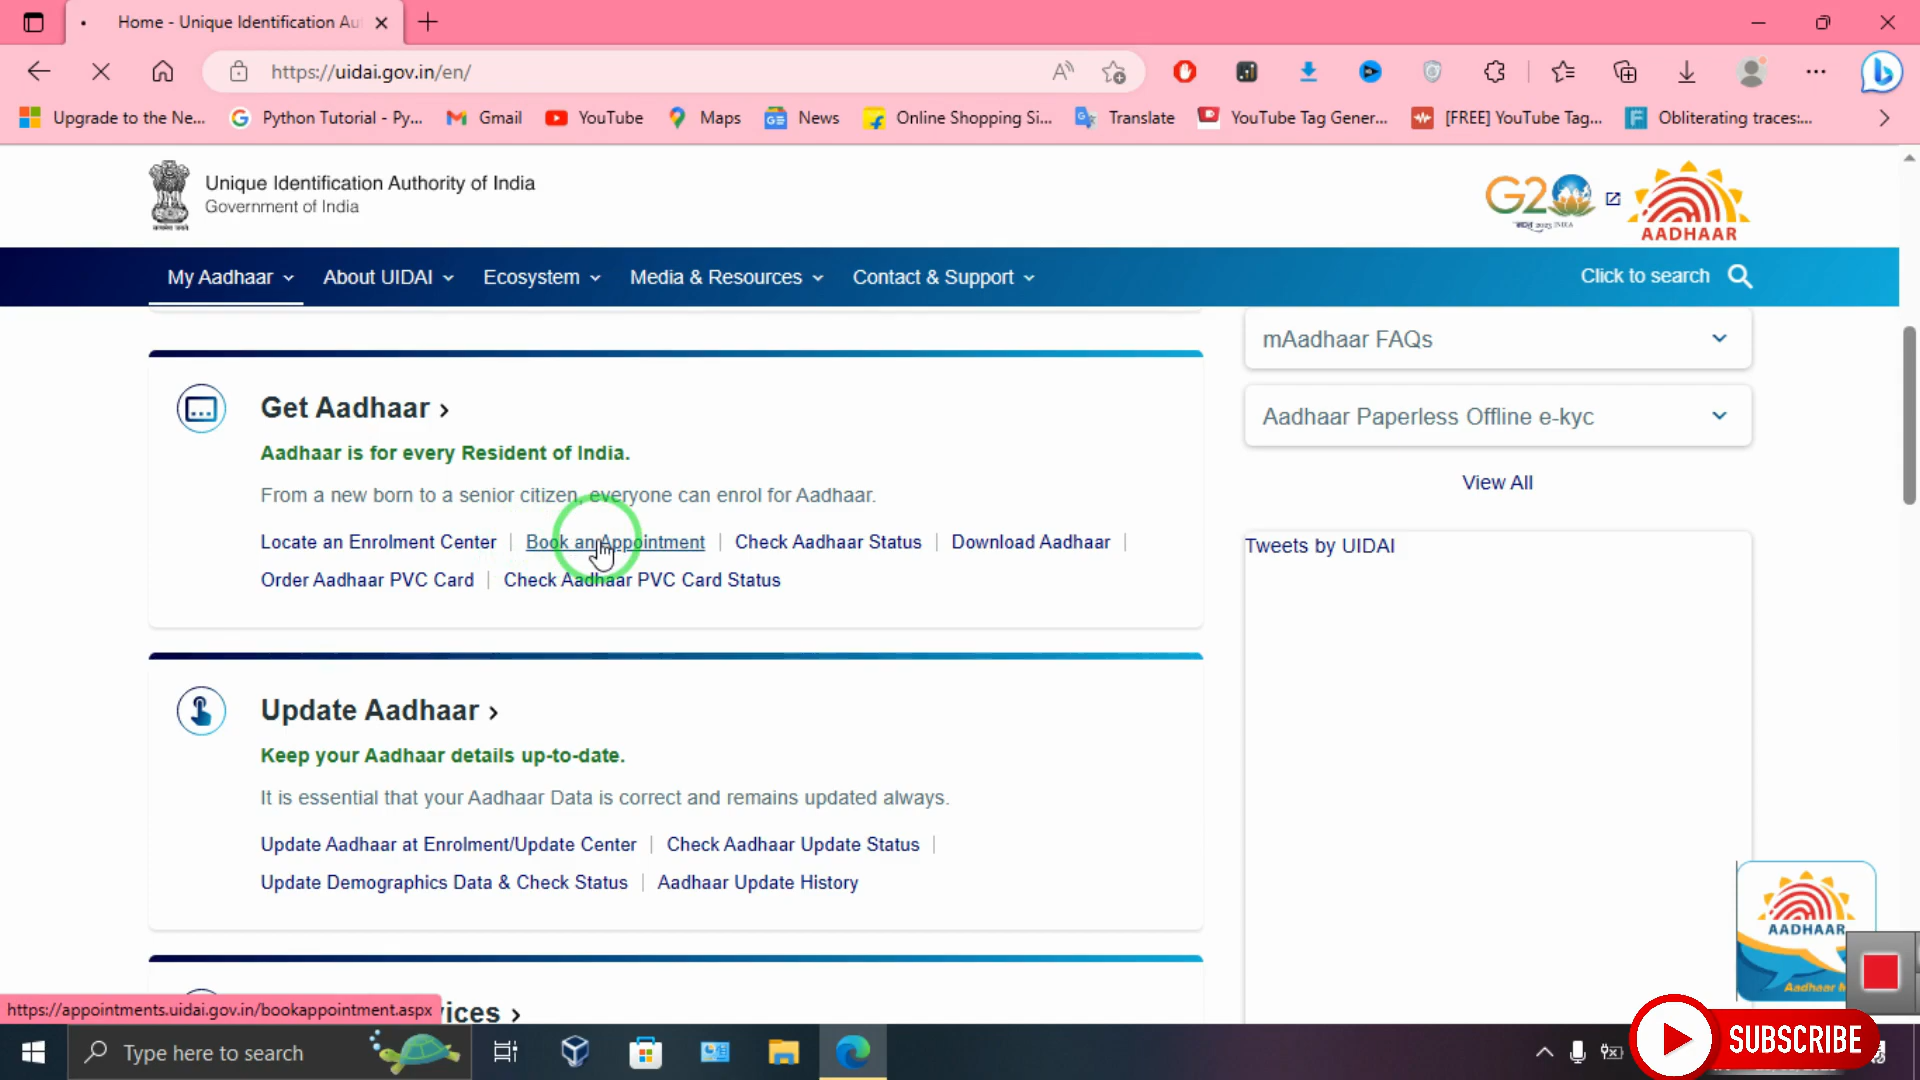 Home - Unique Identification Au
https://uidai.gov.in/en/
Upgrade to the Ne...
Python Tutorial - Py...
Gmail
YouTube
Maps
News
Online Shopping Si...
Translate
YouTube Tag Gener...
[FREE] YouTube Tag...
Obliterating traces:...
Unique Identification Authority of India
Government of India
G20
AADHAAR
My Aadhaar
About UIDAI
Ecosystem
Media & Resources
Contact & Support
Click to search
Get Aadhaar
Aadhaar is for every Resident of India.
From a new born to a senior citizen, everyone can enrol for Aadhaar.
Locate an Enrolment Center | Book an Appointment | Check Aadhaar Status | Download Aadhaar |
Order Aadhaar PVC Card | Check Aadhaar PVC Card Status
Update Aadhaar
Keep your Aadhaar details up-to-date.
It is essential that your Aadhaar Data is correct and remains updated always.
Update Aadhaar at Enrolment/Update Center | Check Aadhaar Update Status |
Update Demographics Data & Check Status | Aadhaar Update History
mAadhaar FAQs
Aadhaar Paperless Offline e-kyc
View All
Tweets by UIDAI
AADHAAR
Aadhaar
https://appointments.uidai.gov.in/bookappointment.aspx
ices
Type here to search
SUBSCRIBE